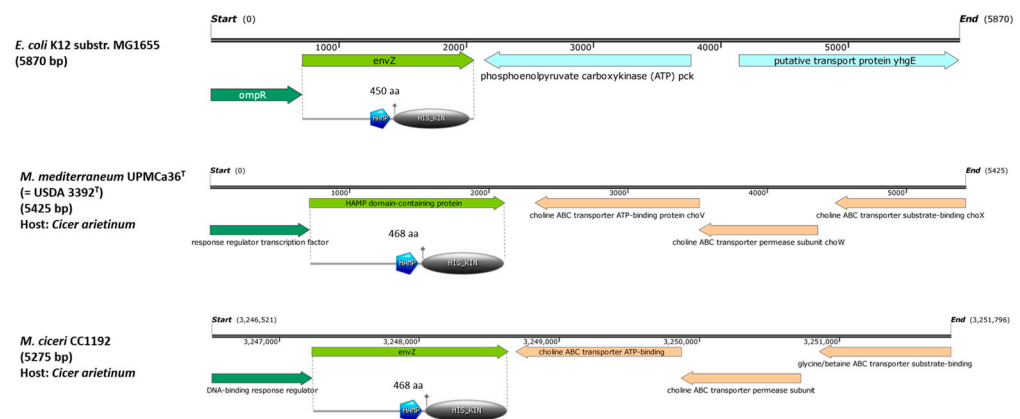 Start (0)
End (5870)
E. coli K12 substr. MG1655
(5870 bp)
1000
2000
3000
4000
5000
envZ
putative transport protein yhgE
phosphoenolpyruvate carboxykinase (ATP) pck
ompR
450 aa
HAMP
HIS_KIN
M. mediterraneum UPMCa36ᵀ
(= USDA 3392ᵀ)
(5425 bp)
Host: Cicer arietinum
Start (0)
End (5425)
1000
2000
3000
4000
5000
HAMP domain-containing protein
choline ABC transporter ATP-binding protein choV
choline ABC transporter substrate-binding choX
response regulator transcription factor
choline ABC transporter permease subunit choW
468 aa
HAMP
HIS_KIN
M. ciceri CC1192
(5275 bp)
Host: Cicer arietinum
Start (3,246,521)
End (3,251,796)
3,247,000
3,248,000
3,249,000
3,250,000
3,251,000
envZ
choline ABC transporter ATP-binding
glycine/betaine ABC transporter substrate-binding
DNA-binding response regulator
choline ABC transporter permease subunit
468 aa
HAMP
HIS_KIN